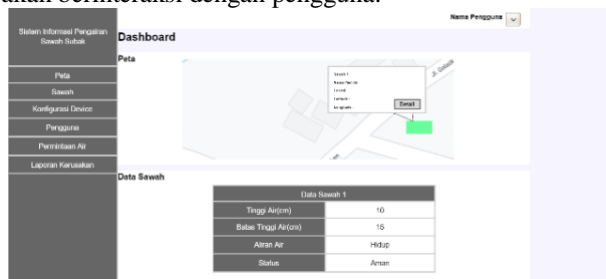 akan berinteraksi dengan pengguna.
Nama Pengguna
Sistem Informasi Pengairan
Sawah Subak
Dashboard
Peta
Peta
Sawah
Konfigurasi Device
Pengguna
Permintaan Air
Laporan Kerusakan
Sawah 1
Detail
Data Sawah
Data Sawah 1
Tinggi Air(cm) 10
Batas Tinggi Air(cm) 15
Aliran Air Hidup
Status Aman